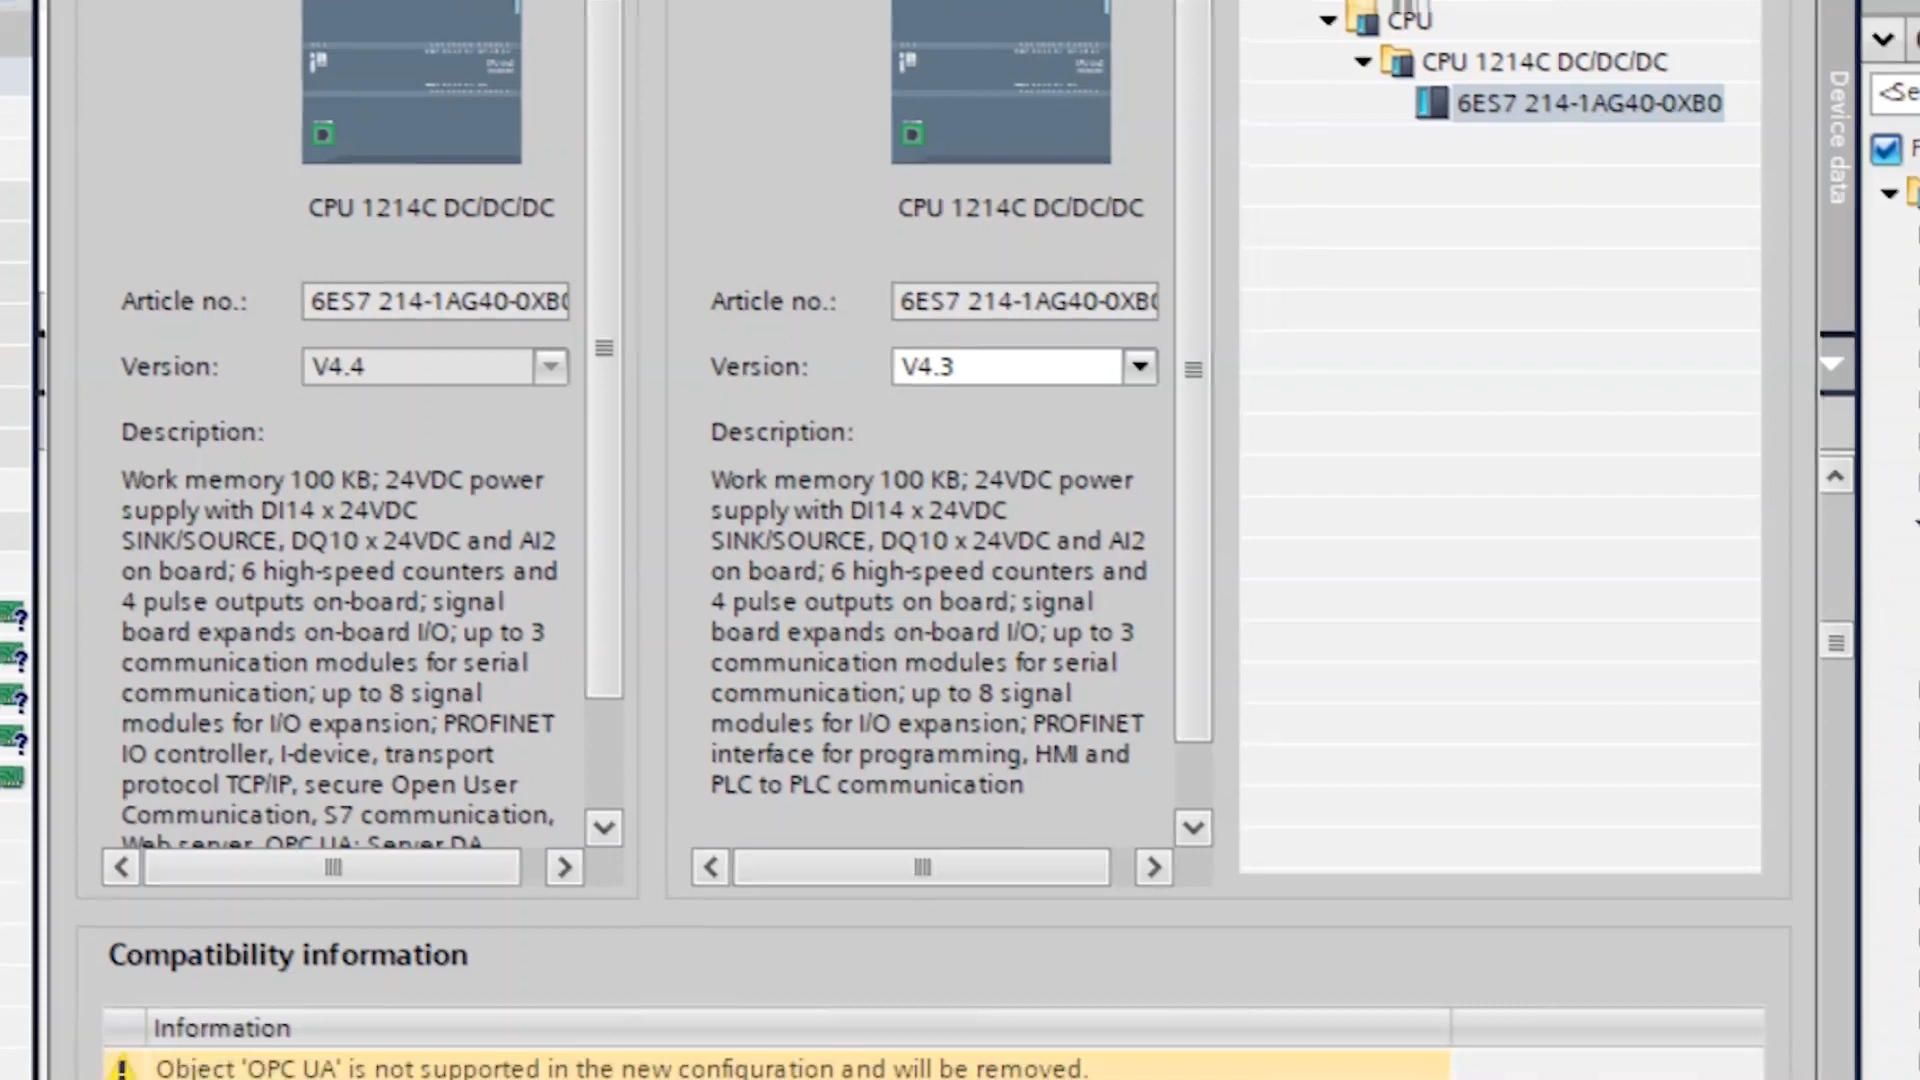 CPU
CPU 1214C DC/DC/DC
6ES7 214-1AG40-0XB0
CPU 1214C DC/DC/DC
Article no.: 6ES7 214-1AG40-0XB0
Version: V4.4
Description:
Work memory 100 KB; 24VDC power
supply with DI14 x 24VDC
SINK/SOURCE, DQ10 x 24VDC and AI2
on board; 6 high-speed counters and
4 pulse outputs on-board; signal
board expands on-board I/O; up to 3
communication modules for serial
communication; up to 8 signal
modules for I/O expansion; PROFINET
IO controller, I-device, transport
protocol TCP/IP, secure Open User
Communication, S7 communication,
Web server, OPC UA: Server DA
CPU 1214C DC/DC/DC
Article no.: 6ES7 214-1AG40-0XB0
Version: V4.3
Description:
Work memory 100 KB; 24VDC power
supply with DI14 x 24VDC
SINK/SOURCE, DQ10 x 24VDC and AI2
on board; 6 high-speed counters and
4 pulse outputs on board; signal
board expands on-board I/O; up to 3
communication modules for serial
communication; up to 8 signal
modules for I/O expansion; PROFINET
interface for programming, HMI and
PLC to PLC communication
Device data
<Se
Compatibility information
Information
Object 'OPC UA' is not supported in the new configuration and will be removed.